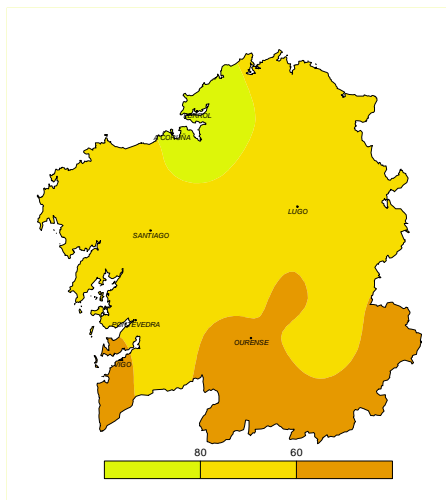 FERROL
A CORUÑA
LUGO
SANTIAGO
PONTEVEDRA
OURENSE
VIGO
80 60